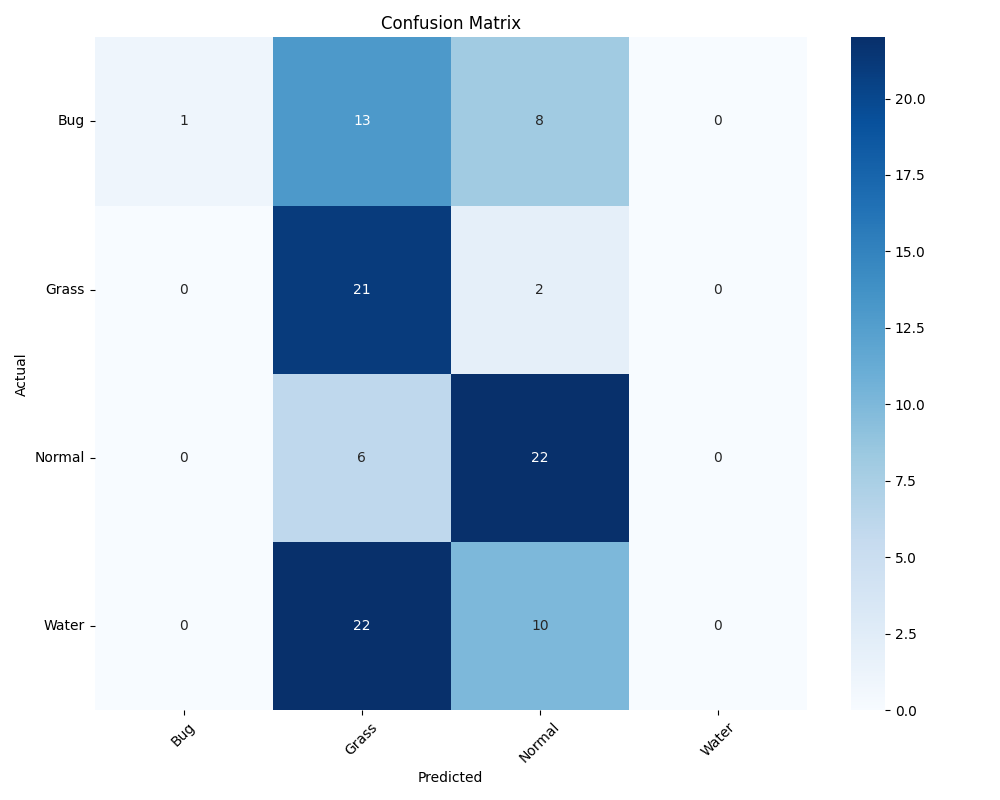 Confusion Matrix
Actual
Bug 1 13 8 0
Grass 0 21 2 0
Normal 0 6 22 0
Water 0 22 10 0
Bug Grass Normal Water
Predicted
20.0
17.5
15.0
12.5
10.0
7.5
5.0
2.5
0.0